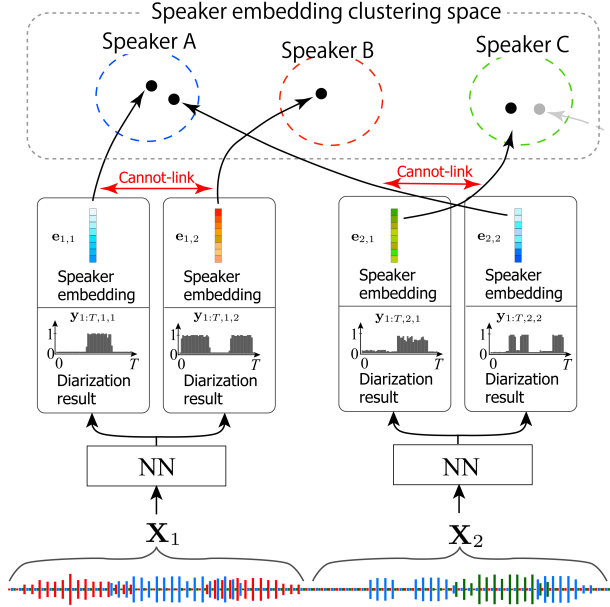 Speaker embedding clustering space
Speaker A
Speaker B
Speaker C
Cannot-link
Cannot-link
e1,1
Speaker embedding
y1:T,1,1
1
0
0
T
Diarization result
e1,2
Speaker embedding
y1:T,1,2
1
0
0
T
Diarization result
e2,1
Speaker embedding
y1:T,2,1
1
0
0
T
Diarization result
e2,2
Speaker embedding
y1:T,2,2
1
0
0
T
Diarization result
NN
NN
X1
X2